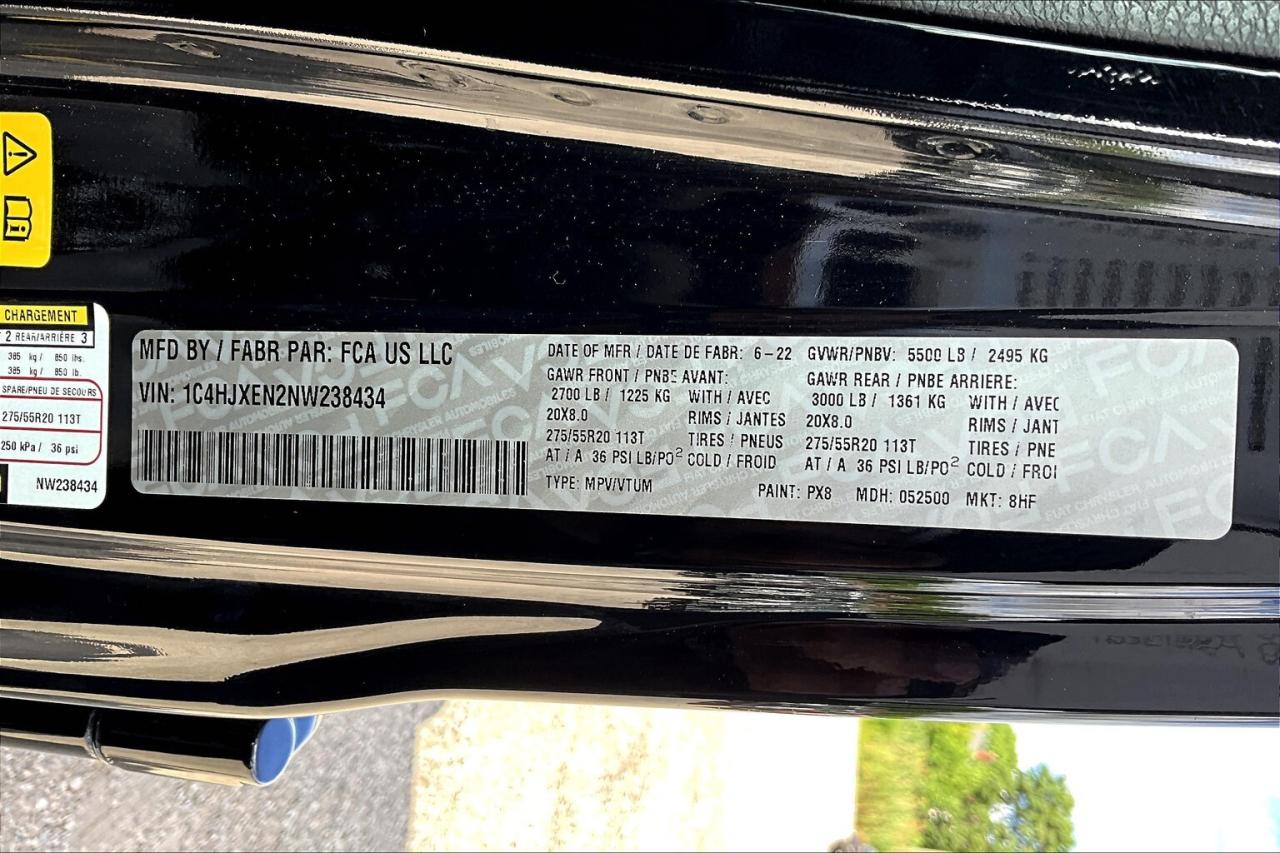 CHARGEMENT
2 REAR/ARRIÈRE 3
385 kg / 850 lbs.
385 kg / 850 lb.
SPARE/PNEU DE SECOURS
275/55R20 113T
250 kPa / 36 psi
NW238434
MFD BY / FABR PAR: FCA US LLC
VIN: 1C4HJXEN2NW238434
DATE OF MFR / DATE DE FABR: 6-22 GVWR/PNBV: 5500 LB / 2495 KG
GAWR FRONT / PNBE AVANT:
2700 LB / 1225 KG WITH / AVEC
20X8.0 RIMS / JANTES
275/55R20 113T TIRES / PNEUS
AT / A 36 PSI LB/PO² COLD / FROID
GAWR REAR / PNBE ARRIERE:
3000 LB / 1361 KG WITH / AVEC
20X8.0 RIMS / JANT
275/55R20 113T TIRES / PNE
AT / A 36 PSI LB/PO² COLD / FROI
TYPE: MPV/VTUM PAINT: PX8 MDH: 052500 MKT: 8HF